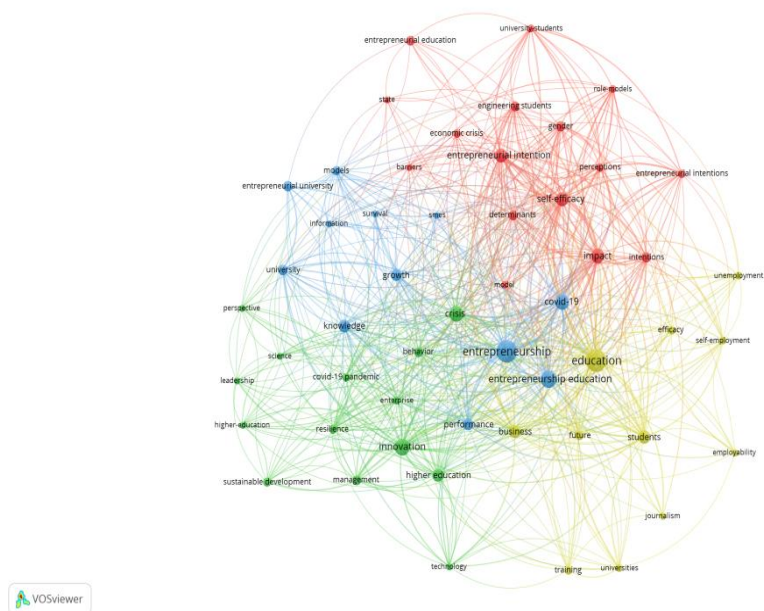 university students
entrepreneurial education
role-models
state
engineering students
gender
economic crisis
entrepreneurial intention
perceptions
barriers
entrepreneurial intentions
models
entrepreneurial university
self-efficacy
survival
smes
determinants
information
impact
intentions
university
growth
unemployment
model
covid-19
perspective
crisis
knowledge
efficacy
self-employment
entrepreneurship
behavior
science
education
covid-19 pandemic
leadership
entrepreneurship education
enterprise
higher-education
resilience
performance
business
future
students
innovation
employability
sustainable development
management
higher education
journalism
technology
training
universities
VOSviewer